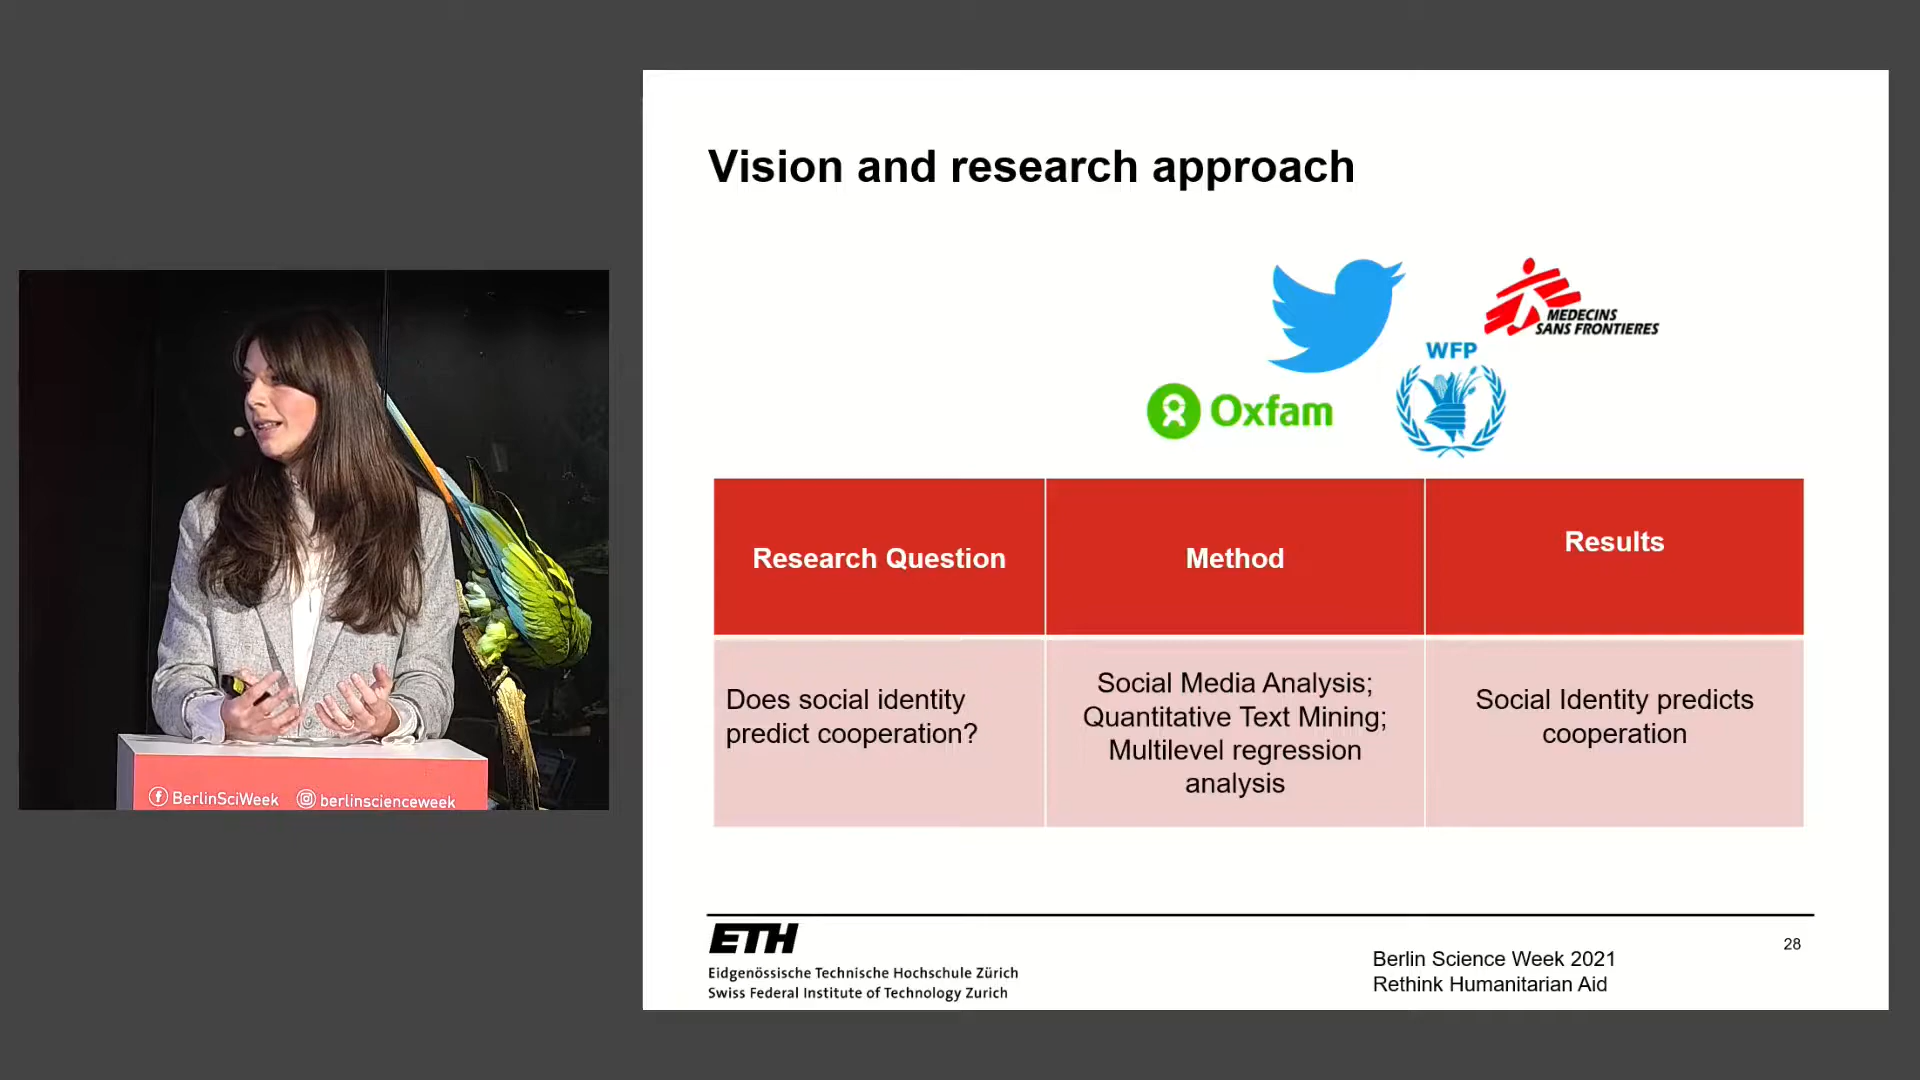 Vision and research approach
MEDECINS
SANS FRONTIERES
WFP
Oxfam
Research Question
Method
Results
Does social identity
predict cooperation?
Social Media Analysis;
Quantitative Text Mining;
Multilevel regression
analysis
Social Identity predicts
cooperation
BerlinSciWeek berlinscienceweek
ETH
Eidgenössische Technische Hochschule Zürich
Swiss Federal Institute of Technology Zurich
Berlin Science Week 2021
Rethink Humanitarian Aid
28